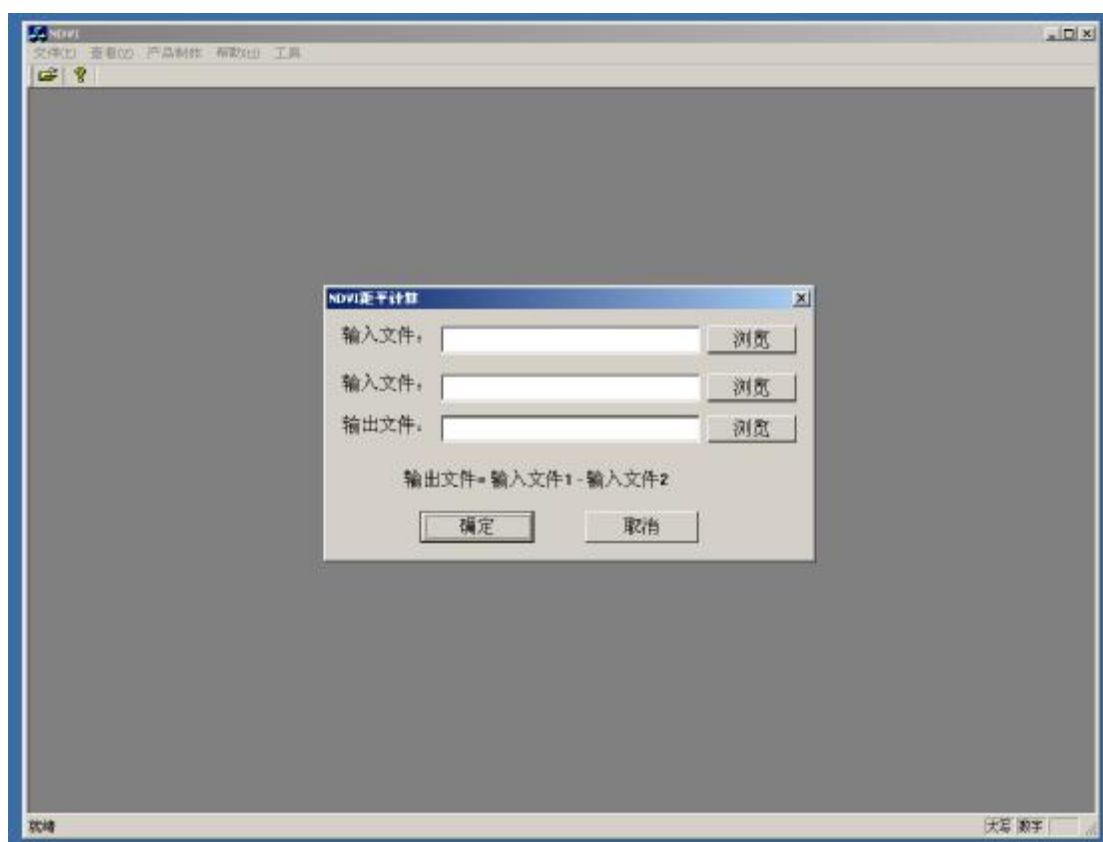 NDVI
文件(F) 查看(V) 产品制作 帮助(H) 工具
NDVI距平计算
输入文件: 浏览
输入文件: 浏览
输出文件: 浏览
输出文件=输入文件1-输入文件2
确定 取消
就绪 大写 数字